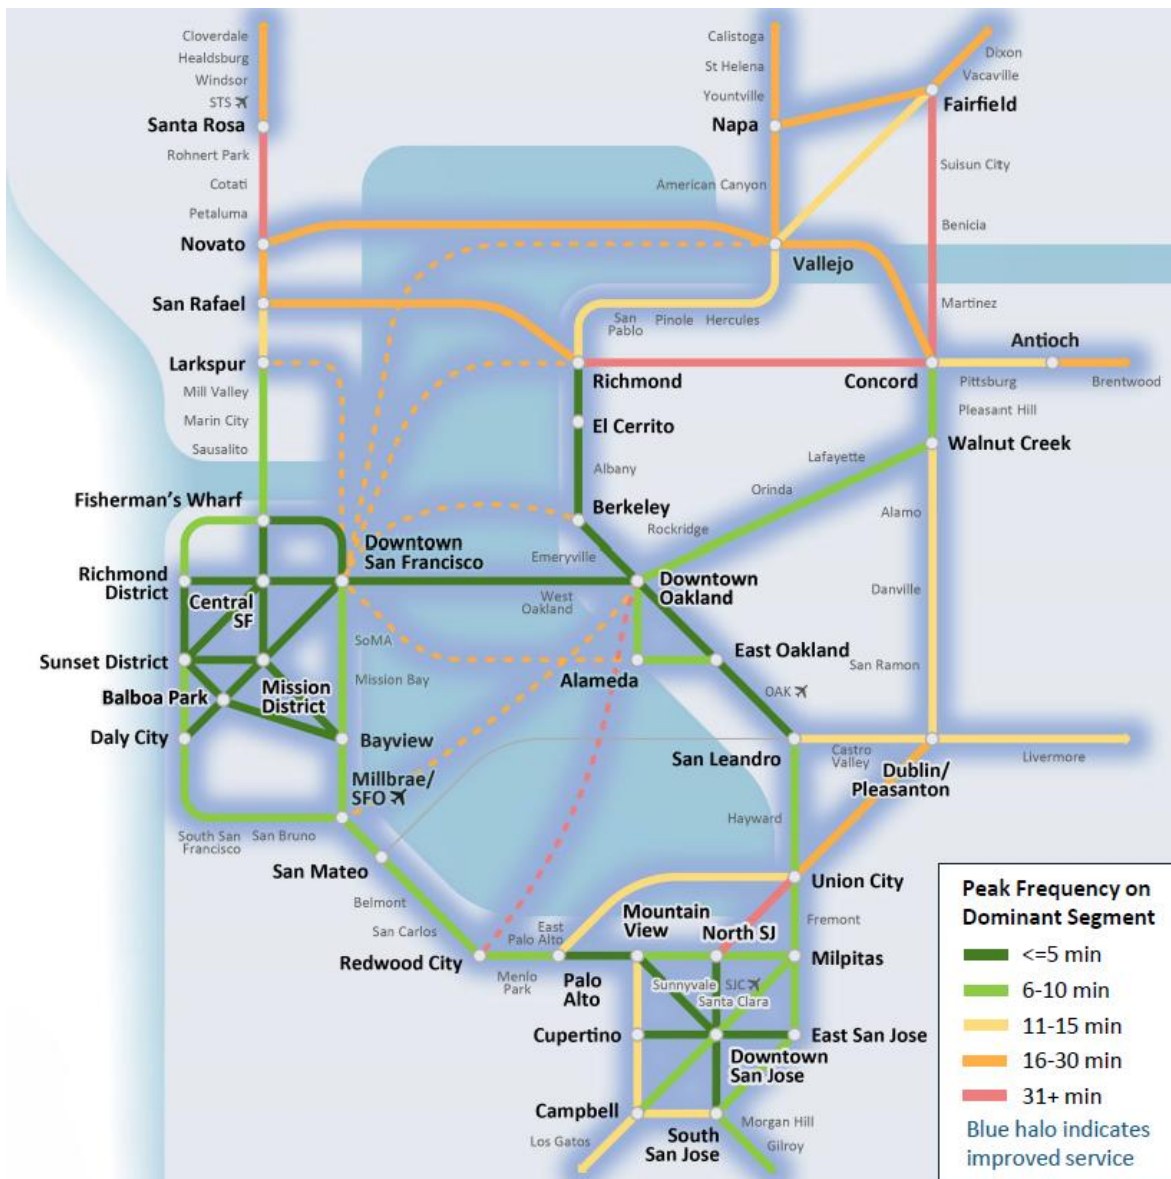 Cloverdale
Healdsburg
Windsor
STS
Santa Rosa
Rohnert Park
Cotati
Petaluma
Novato
San Rafael
Larkspur
Mill Valley
Marin City
Sausalito
Fisherman's Wharf
Calistoga
St Helena
Yountville
Napa
American Canyon
Dixon
Vacaville
Fairfield
Suisun City
Benicia
Vallejo
Martinez
San
Pablo
Pinole
Hercules
Richmond
Concord
Antioch
Pittsburg
Brentwood
Pleasant Hill
El Cerrito
Walnut Creek
Albany
Lafayette
Orinda
Berkeley
Rockridge
Alamo
Emeryville
Downtown
San Francisco
Richmond
District
Central
SF
West
Oakland
Downtown
Oakland
Danville
SoMA
Sunset District
Mission Bay
Balboa Park
Mission
District
Alameda
East Oakland
OAK
San Ramon
Daly City
Bayview
San Leandro
Castro
Valley
Livermore
Dublin/
Pleasanton
Millbrae/
SFO
South San
Francisco
San Bruno
Hayward
San Mateo
Belmont
San Carlos
Union City
Mountain
View
North SJ
Fremont
East
Palo Alto
Redwood City
Menlo
Park
Palo
Alto
Sunnyvale
SJC
Santa Clara
Milpitas
Cupertino
Downtown
San Jose
East San Jose
Campbell
Los Gatos
South
San Jose
Morgan Hill
Gilroy
Peak Frequency on
Dominant Segment
<=5 min
6-10 min
11-15 min
16-30 min
31+ min
Blue halo indicates
improved service